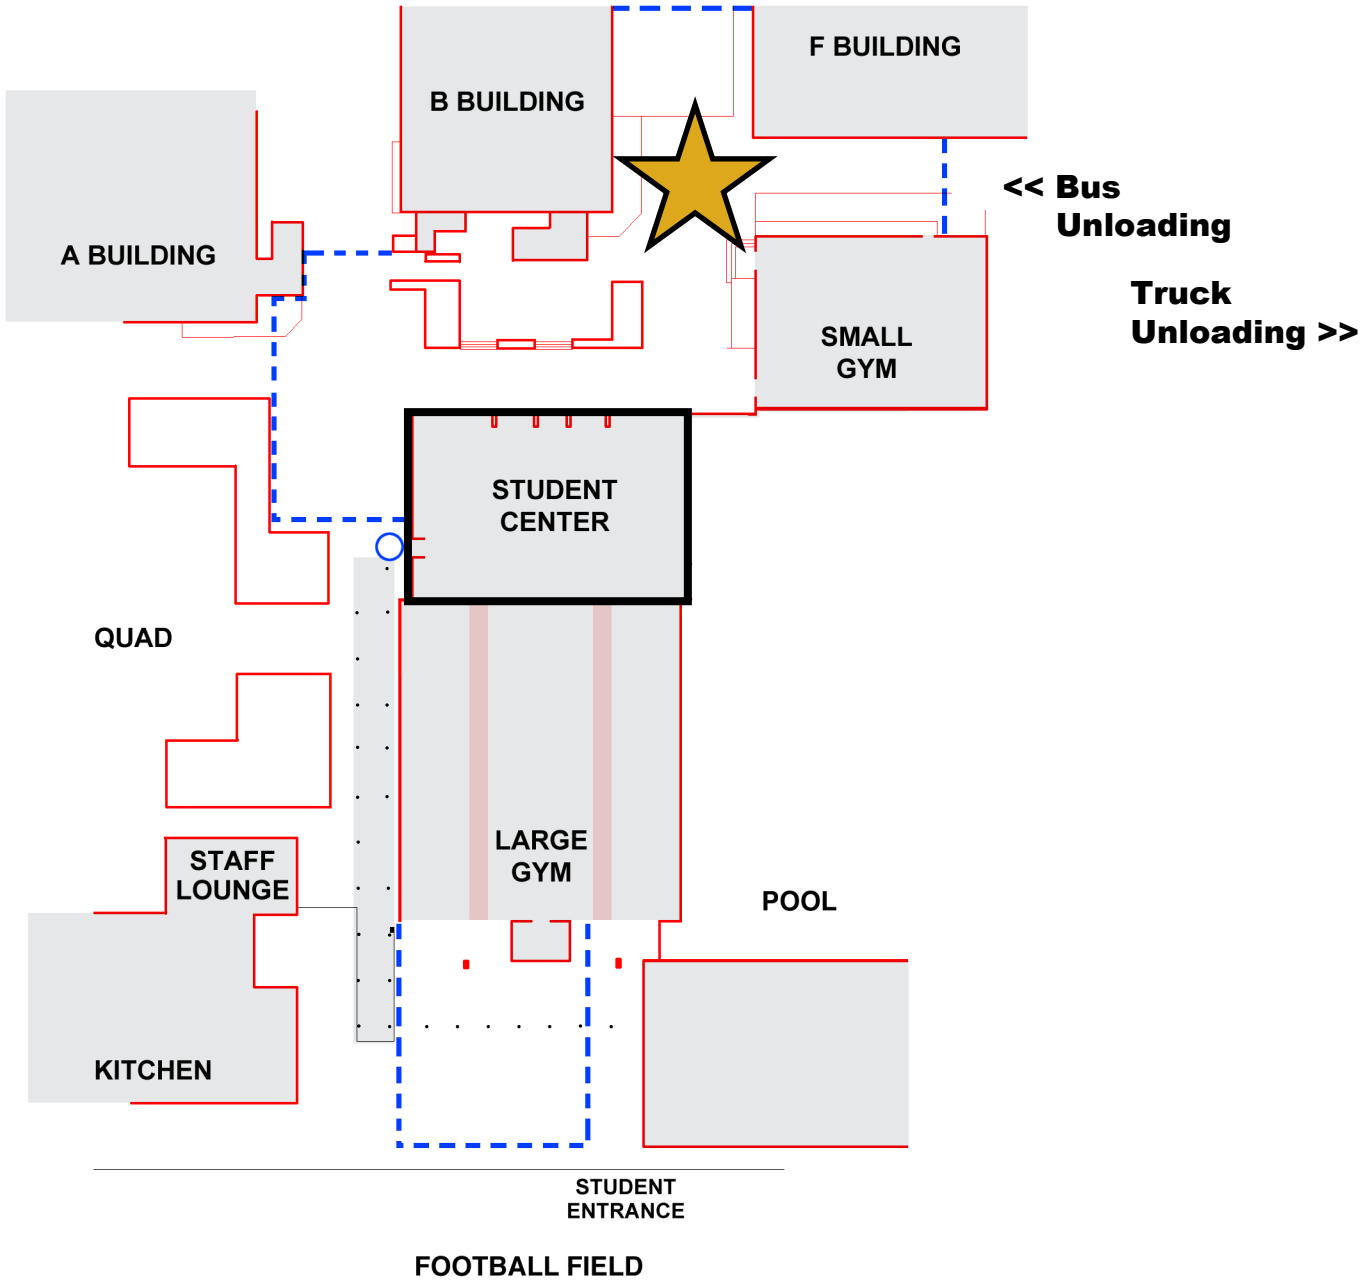 F BUILDING
B BUILDING
<< Bus
Unloading
A BUILDING
Truck
Unloading >>
SMALL
GYM
STUDENT
CENTER
QUAD
LARGE
GYM
STAFF
LOUNGE
POOL
KITCHEN
STUDENT
ENTRANCE
FOOTBALL FIELD